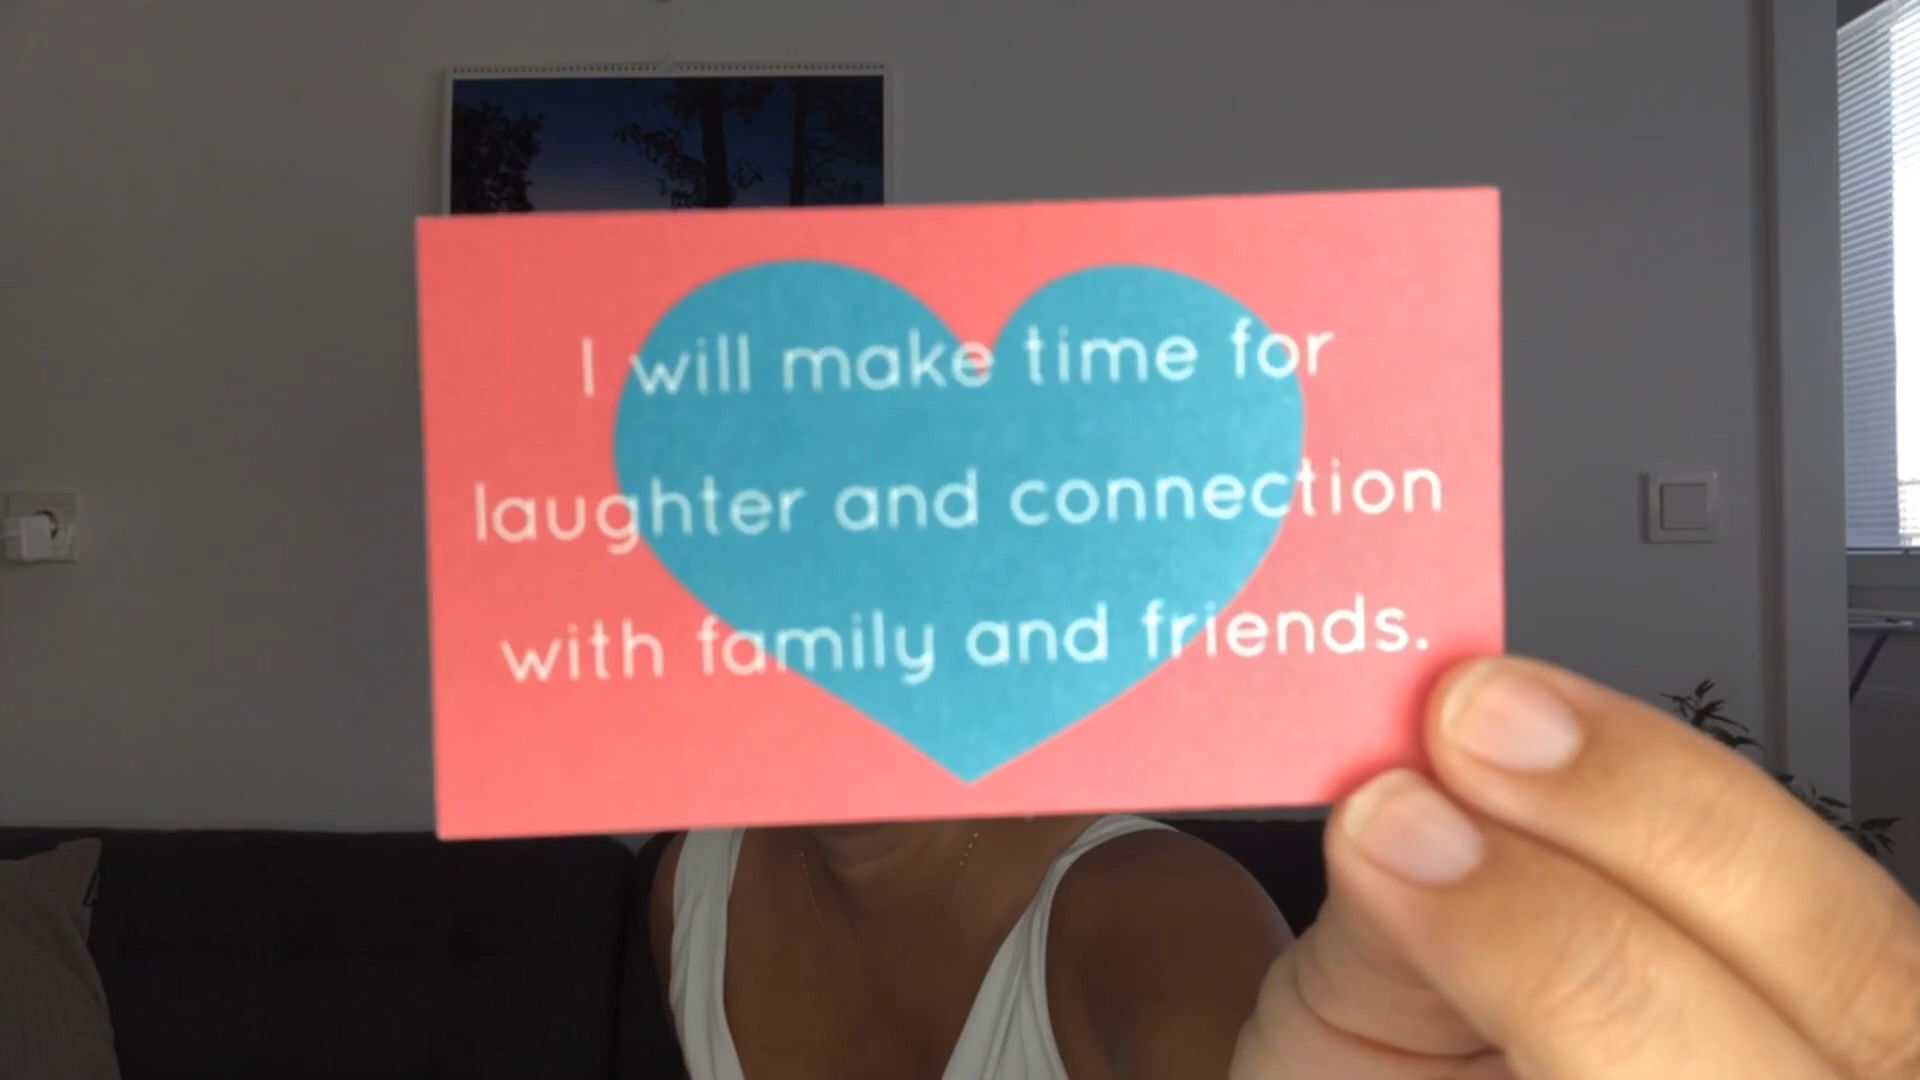 I will make time for
laughter and connection
with family and friends.